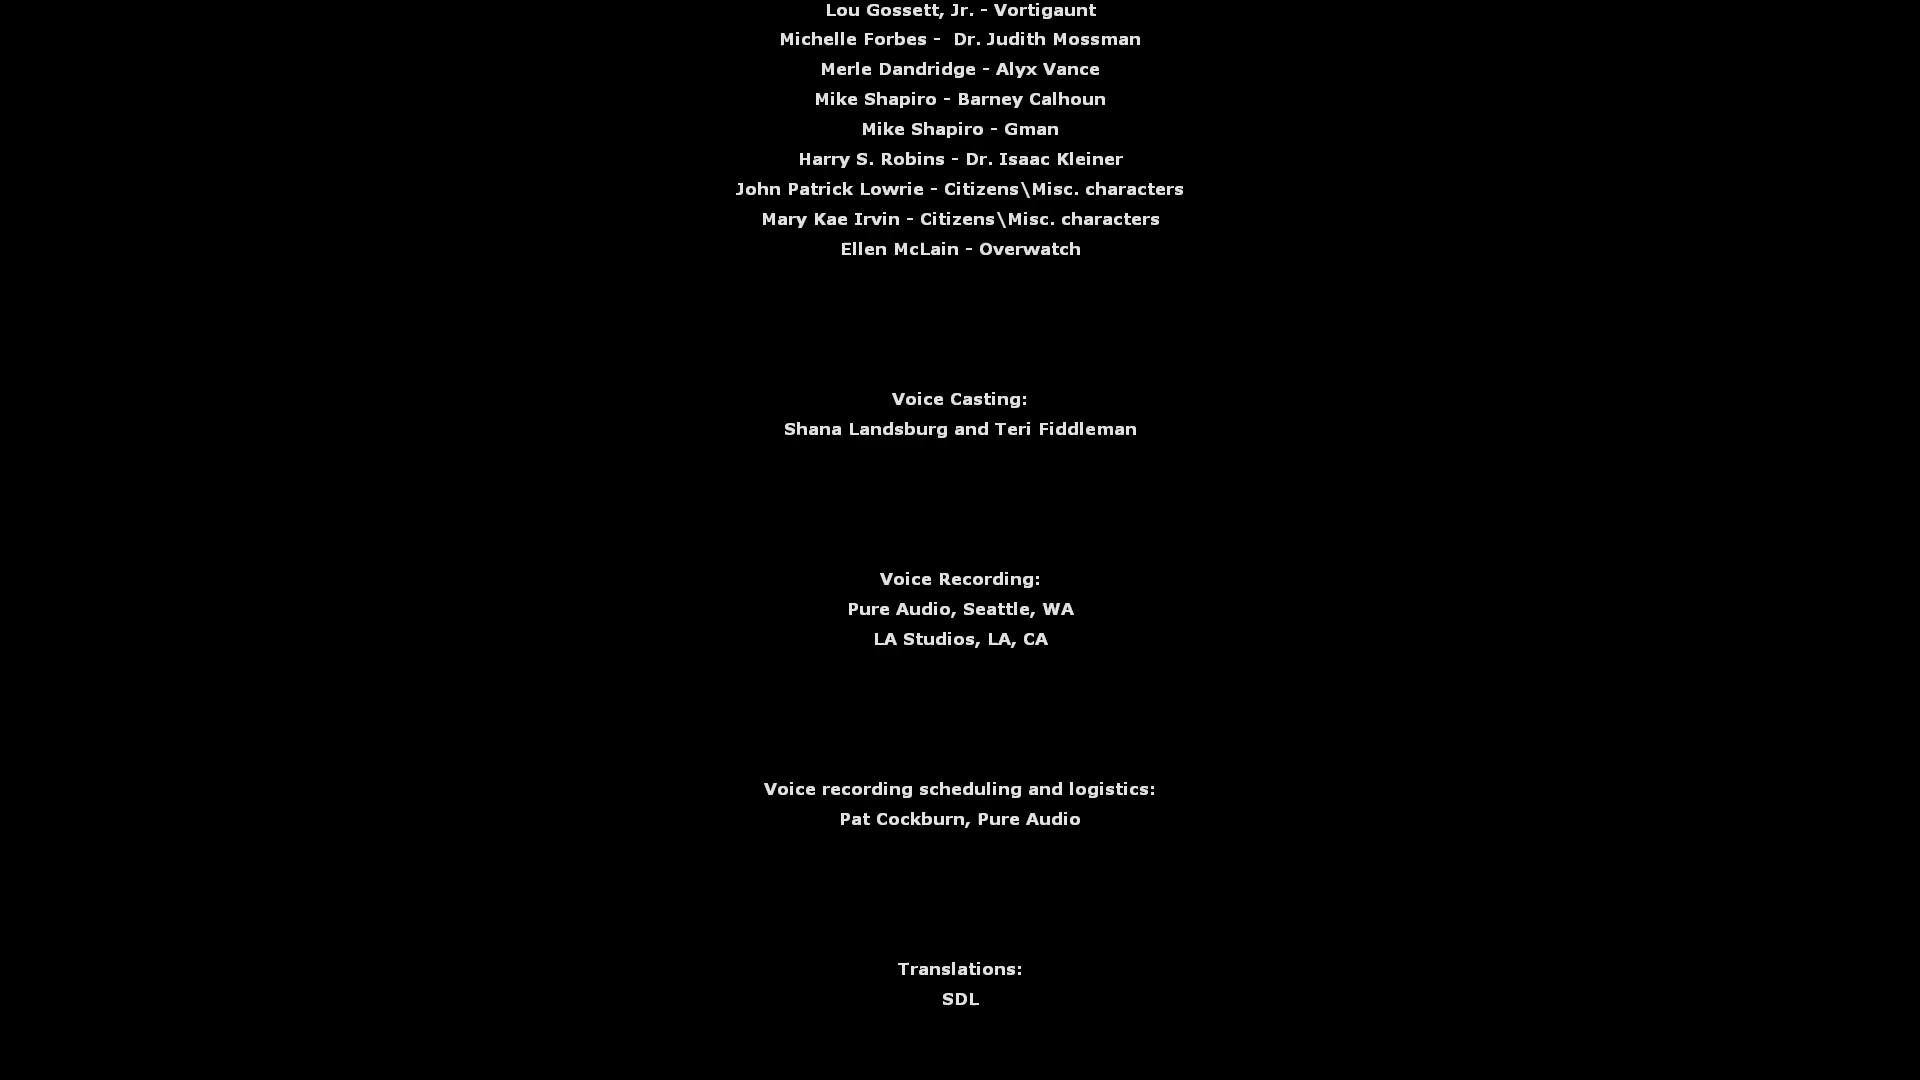 Lou Gossett, Jr. - Vortigaunt
Michelle Forbes -  Dr. Judith Mossman
Merle Dandridge - Alyx Vance
Mike Shapiro - Barney Calhoun
Mike Shapiro - Gman
Harry S. Robins - Dr. Isaac Kleiner
John Patrick Lowrie - Citizens\Misc. characters
Mary Kae Irvin - Citizens\Misc. characters
Ellen McLain - Overwatch
Voice Casting:
Shana Landsburg and Teri Fiddleman
Voice Recording:
Pure Audio, Seattle, WA
LA Studios, LA, CA
Voice recording scheduling and logistics:
Pat Cockburn, Pure Audio
Translations:
SDL